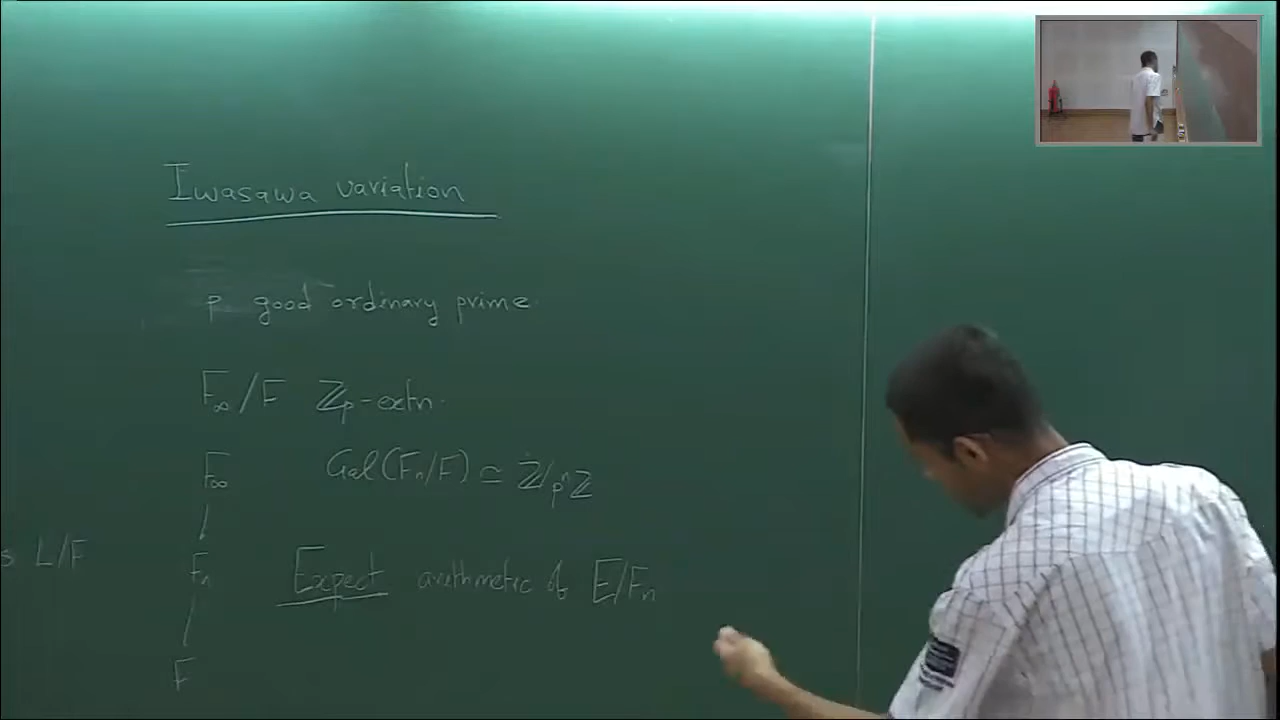 Iwasawa variation
p good ordinary prime.
F∞/F ℤp-extn.
F∞ Gal(Fn/F) ≃ ℤ/pⁿℤ
s L/F
Fn Expect arithmetic of E/Fn
F